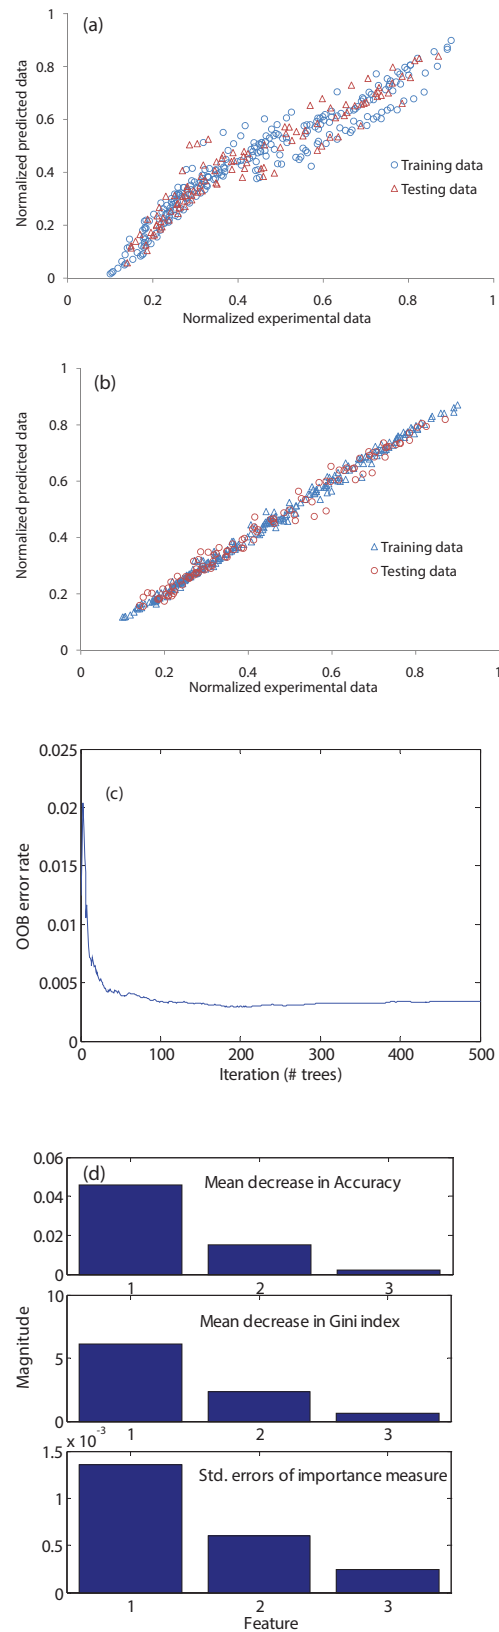 (a)
1
0.8
0.6
0.4
0.2
0
0 0.2 0.4 0.6 0.8 1
Normalized predicted data
Normalized experimental data
Training data
Testing data
(b)
1
0.8
0.6
0.4
0.2
0
0 0.2 0.4 0.6 0.8 1
Normalized predicted data
Normalized experimental data
Training data
Testing data
(c)
0.025
0.02
0.015
0.01
0.005
0
0 100 200 300 400 500
OOB error rate
Iteration (# trees)
(d)
Mean decrease in Accuracy
0.06
0.04
0.02
0
1 2 3
Mean decrease in Gini index
10
5
0
1 2 3
Magnitude
x 10-3
Std. errors of importance measure
1.5
1
0.5
0
1 2 3
Feature